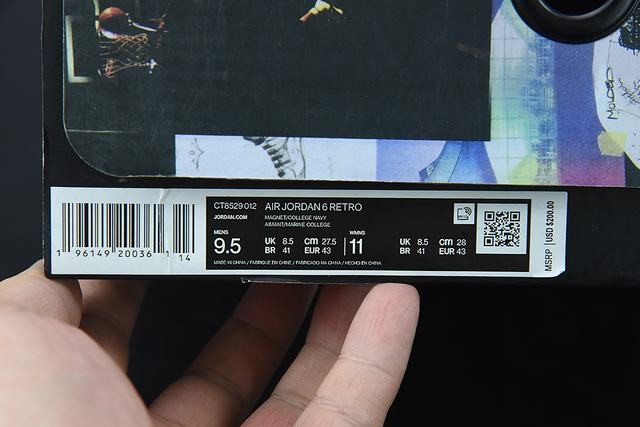 MOLDED
CT8529 012 AIR JORDAN 6 RETRO
JORDAN.COM MAGNET/COLLEGE NAVY
AIMANT/MARINE COLLEGE
MENS WMNS
9.5 UK 8.5 cm 27.5 11 UK 8.5 cm 28
BR 41 EUR 43 BR 41 EUR 43
MADE IN CHINA / FABRIQUÉ EN CHINE / FABRICADO NA CHINA / HECHO EN CHINA
1 96149 20036 1 14
MSRP USD $200.00